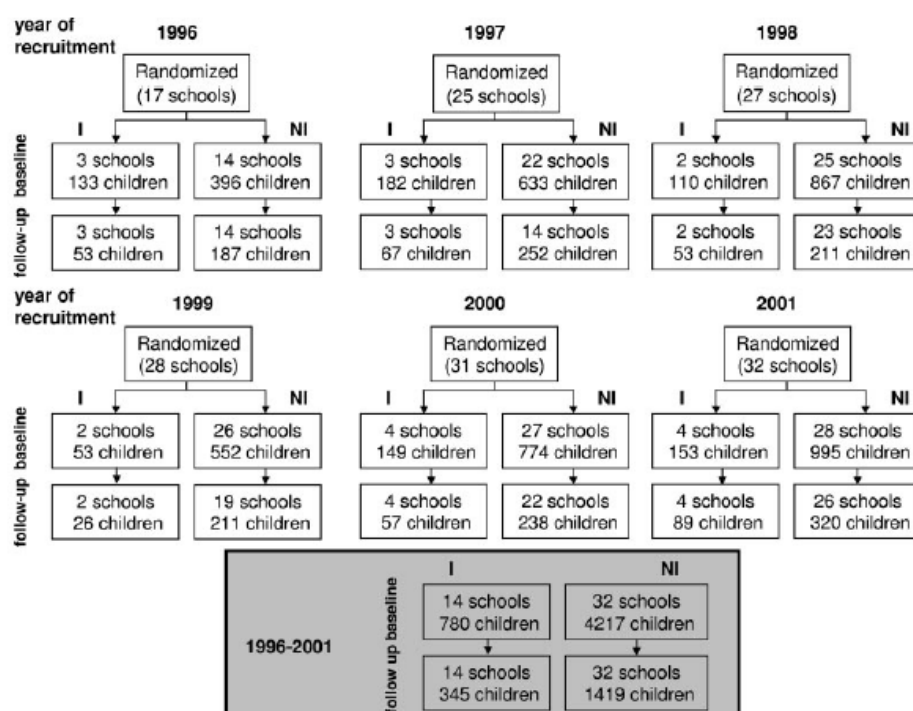 year of
recruitment
1996
1997
1998
Randomized
(17 schools)
Randomized
(25 schools)
Randomized
(27 schools)
I
NI
I
NI
I
NI
baseline
3 schools
133 children
14 schools
396 children
3 schools
182 children
22 schools
633 children
2 schools
110 children
25 schools
867 children
follow-up
3 schools
53 children
14 schools
187 children
3 schools
67 children
14 schools
252 children
2 schools
53 children
23 schools
211 children
year of
recruitment
1999
2000
2001
Randomized
(28 schools)
Randomized
(31 schools)
Randomized
(32 schools)
I
NI
I
NI
I
NI
baseline
2 schools
53 children
26 schools
552 children
4 schools
149 children
27 schools
774 children
4 schools
153 children
28 schools
995 children
follow-up
2 schools
26 children
19 schools
211 children
4 schools
57 children
22 schools
238 children
4 schools
89 children
26 schools
320 children
I
NI
1996-2001
baseline
14 schools
780 children
32 schools
4217 children
follow up
14 schools
345 children
32 schools
1419 children